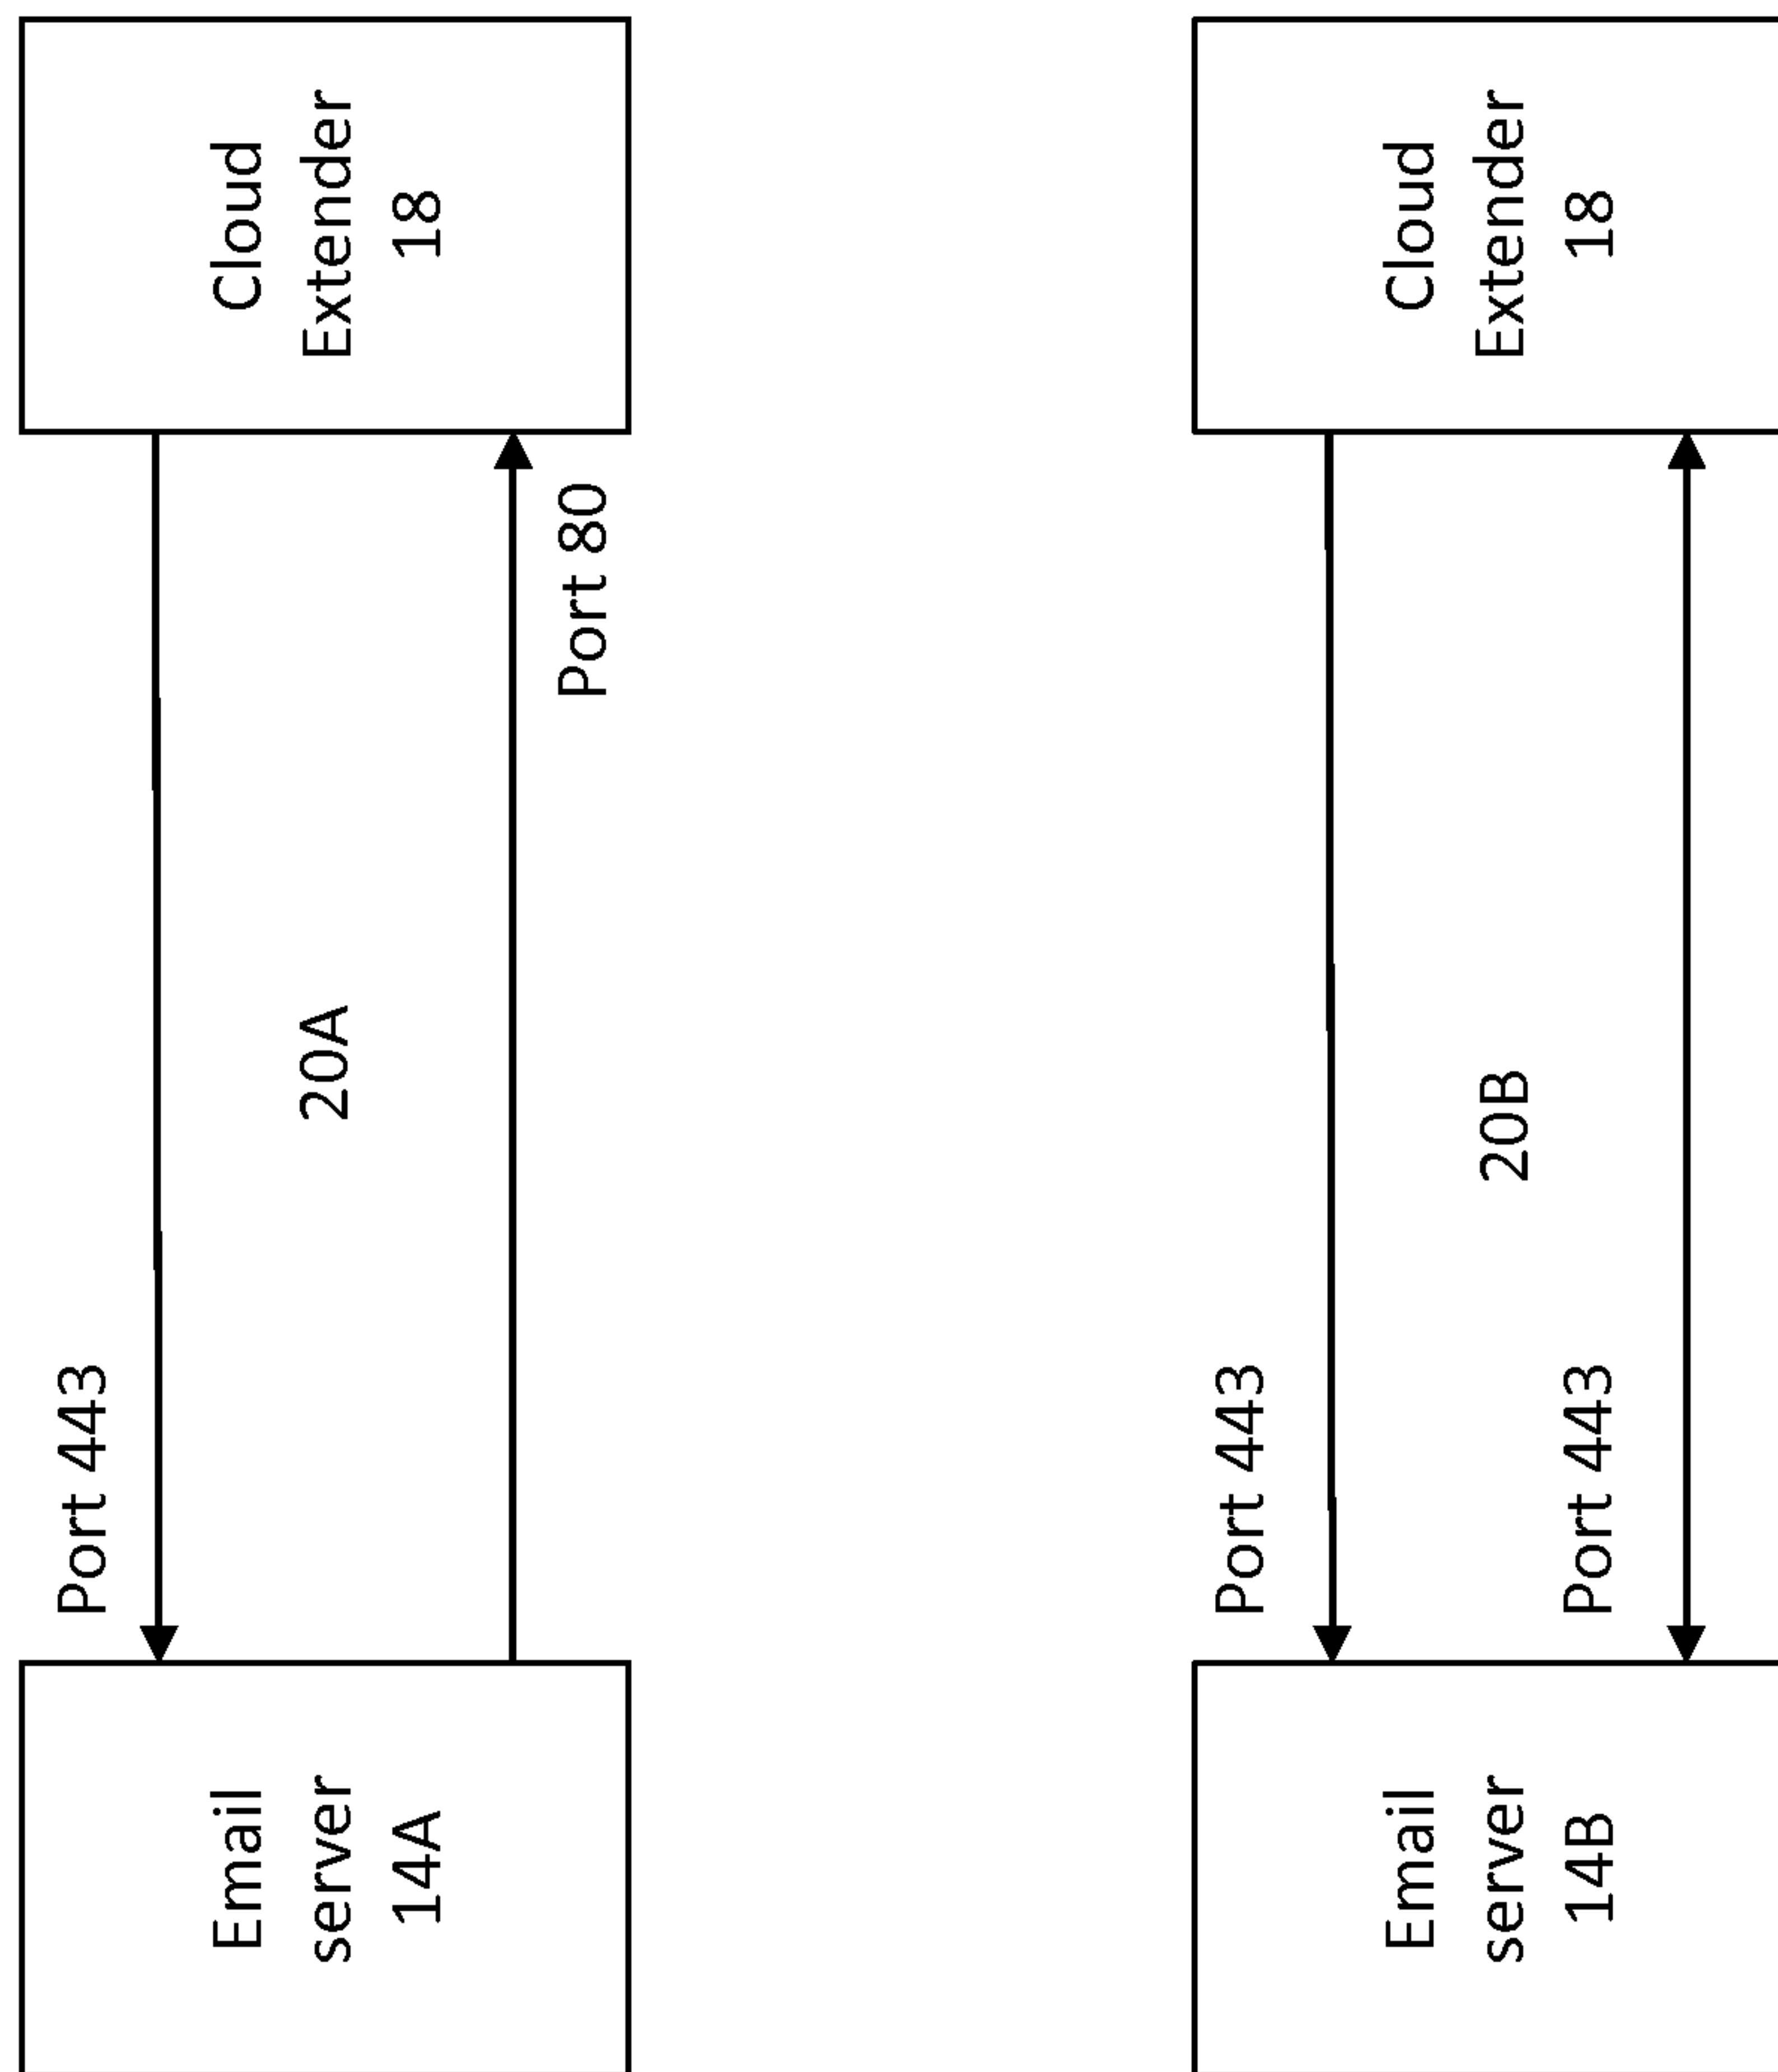 Port 443
Email
server
14A
20A
Cloud
Extender
18
Port 80
Port 443
Email
server
14B
20B
Cloud
Extender
18
Port 443